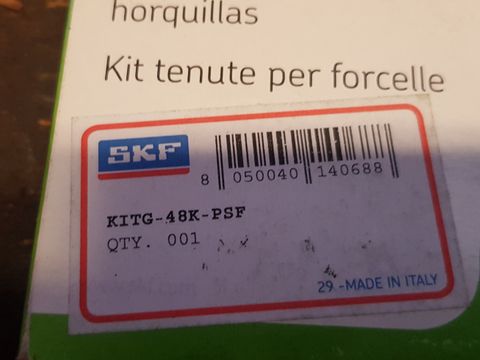 horquillas
Kit tenute per forcelle
SKF
8 050040 140688
KITG-48K-PSF
QTY. 001
29 -MADE IN ITALY